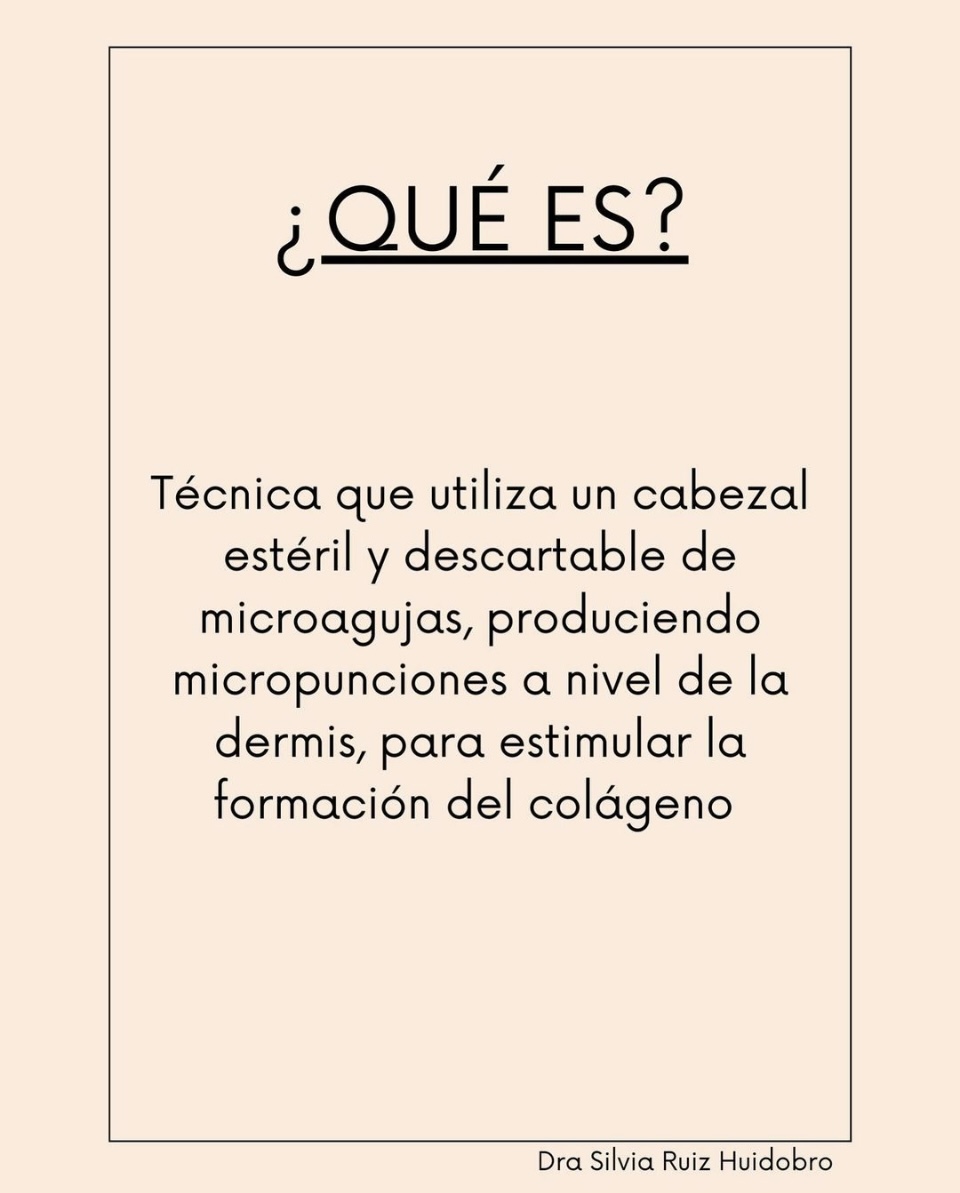 ¿QUÉ ES?
Técnica que utiliza un cabezal
estéril y descartable de
microagujas, produciendo
micropunciones a nivel de la
dermis, para estimular la
formación del colágeno
Dra Silvia Ruiz Huidobro